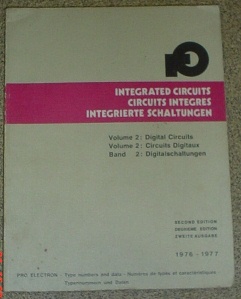 INTEGRATED CIRCUITS
CIRCUITS INTEGRES
INTEGRIERTE SCHALTUNGEN
Volume 2: Digital Circuits
Volume 2: Circuits Digitaux
Band 2: Digitalschaltungen
SECOND EDITION
DEUXIEME EDITION
ZWEITE AUSGABE
1976-1977
PRO ELECTRON - Type numbers and data - Numéros de types et caractéristiques
Typennummern und Daten